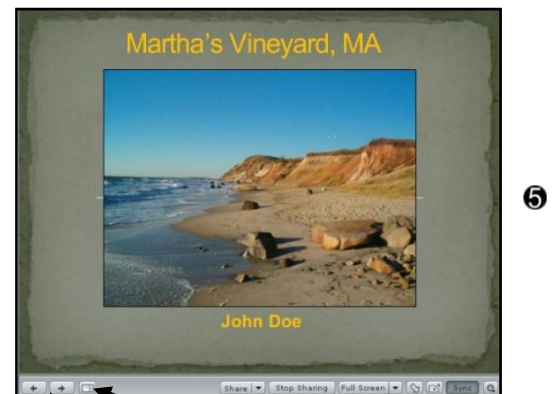 Martha's Vineyard, MA
❺
John Doe
Share Stop Sharing Full Screen Sync